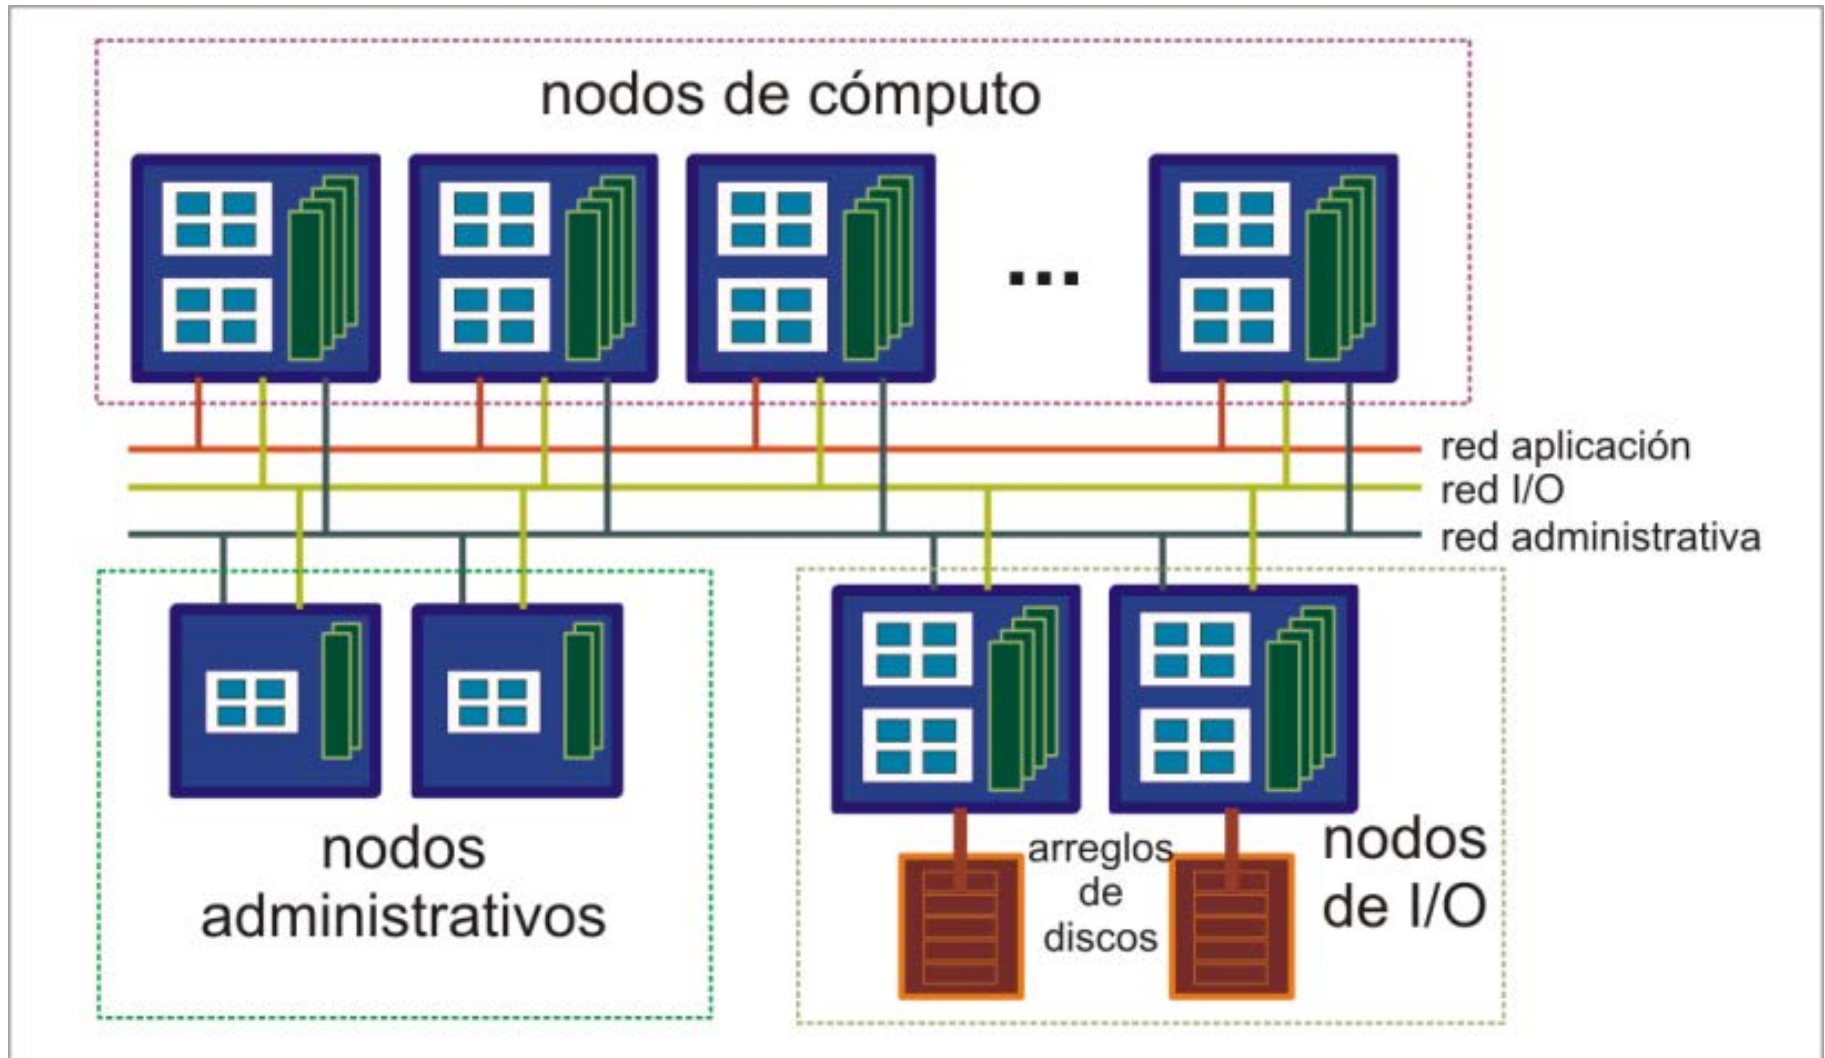 nodos de cómputo
...
red aplicación
red I/O
red administrativa
nodos
administrativos
arreglos
de
discos
nodos
de I/O